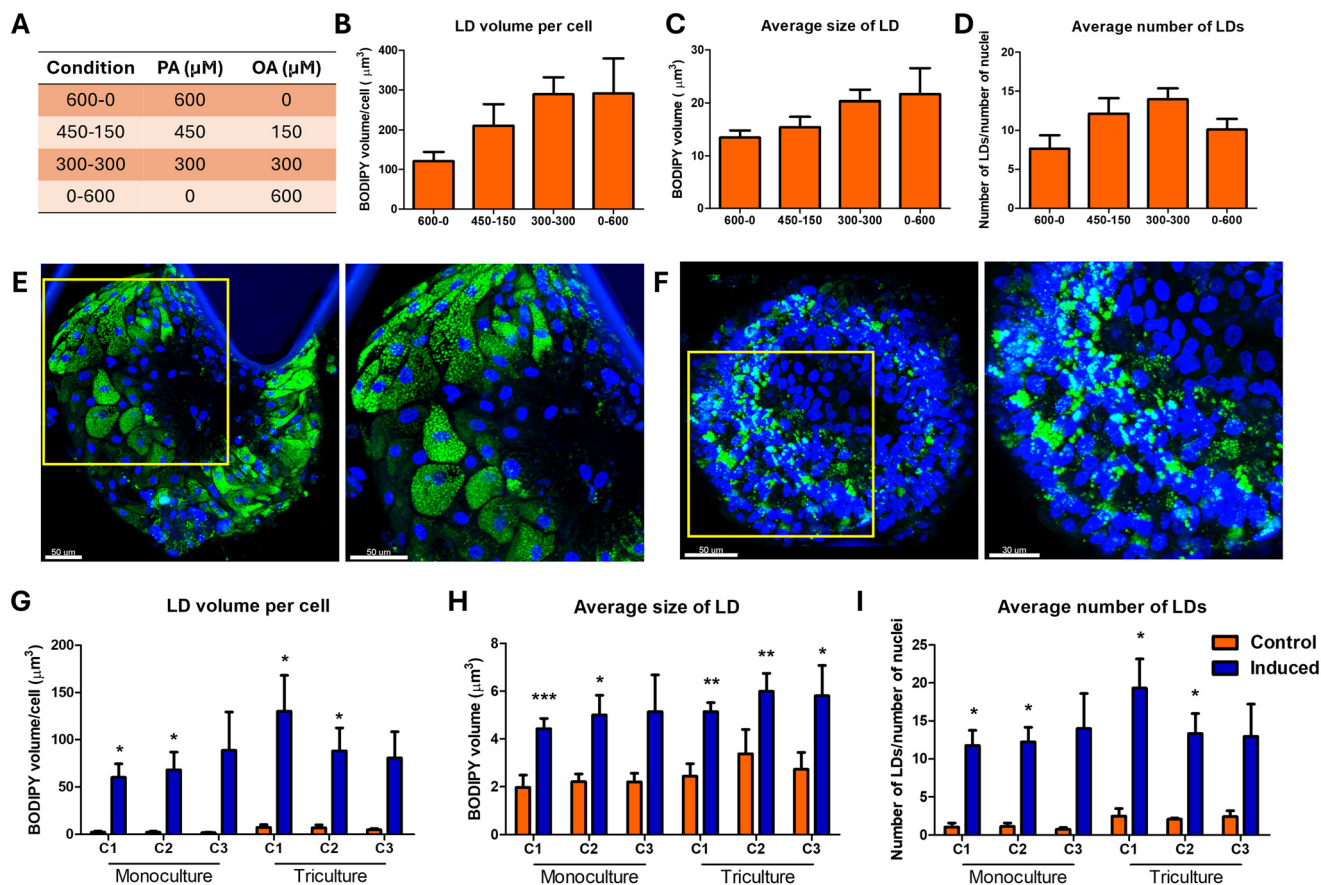 A
Condition PA (µM) OA (µM)
600-0 600 0
450-150 450 150
300-300 300 300
0-600 0 600
B
LD volume per cell
BODIPY volume/cell ( µm³)
400
300
200
100
0
600-0 450-150 300-300 0-600
C
Average size of LD
BODIPY volume ( µm³)
30
20
10
0
600-0 450-150 300-300 0-600
D
Average number of LDs
Number of LDs/number of nuclei
20
15
10
5
0
600-0 450-150 300-300 0-600
E
50 um
50 um
F
50 um
30 um
G
LD volume per cell
BODIPY volume/cell (µm³)
200
150
100
50
0
* * * *
C1 C2 C3 C1 C2 C3
Monoculture Triculture
H
Average size of LD
BODIPY volume (µm³)
8
6
4
2
0
*** * ** ** *
C1 C2 C3 C1 C2 C3
Monoculture Triculture
I
Average number of LDs
Number of LDs/number of nuclei
25
20
15
10
5
0
* * * *
C1 C2 C3 C1 C2 C3
Monoculture Triculture
Control
Induced